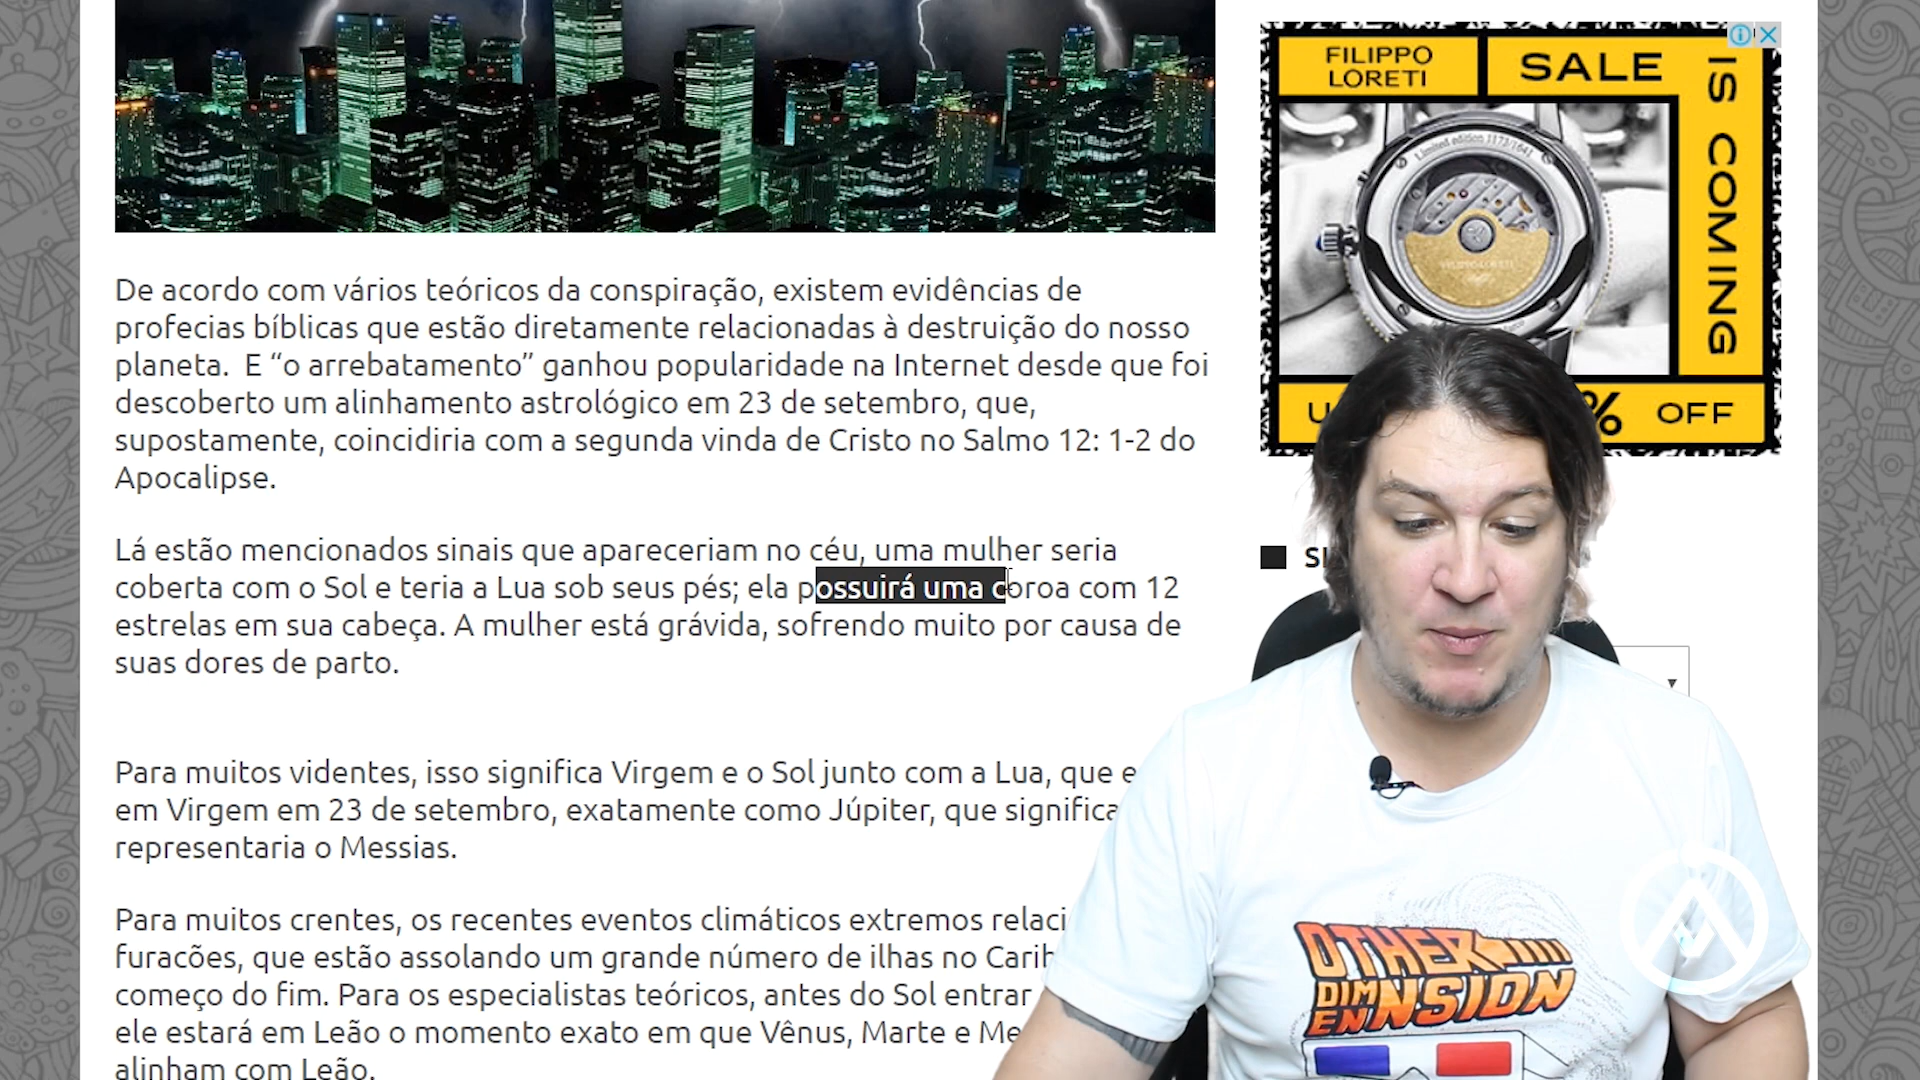 FILIPPO
LORETI
SALE
IS COMING
Limited edition 1173/1641
% OFF
De acordo com vários teóricos da conspiração, existem evidências de
profecias bíblicas que estão diretamente relacionadas à destruição do nosso
planeta. E “o arrebatamento” ganhou popularidade na Internet desde que foi
descoberto um alinhamento astrológico em 23 de setembro, que,
supostamente, coincidiria com a segunda vinda de Cristo no Salmo 12: 1-2 do
Apocalipse.
Lá estão mencionados sinais que apareceriam no céu, uma mulher seria
coberta com o Sol e teria a Lua sob seus pés; ela possuirá uma coroa com 12
estrelas em sua cabeça. A mulher está grávida, sofrendo muito por causa de
suas dores de parto.
Para muitos videntes, isso significa Virgem e o Sol junto com a Lua, que
em Virgem em 23 de setembro, exatamente como Júpiter, que significa
representaria o Messias.
Para muitos crentes, os recentes eventos climáticos extremos
furacões, que estão assolando um grande número de ilhas no
começo do fim. Para os especialistas teóricos, antes do Sol entrar
ele estará em Leão o momento exato em que Vênus, Marte e
alinham com Leão.
OTHER
DIMENNSION